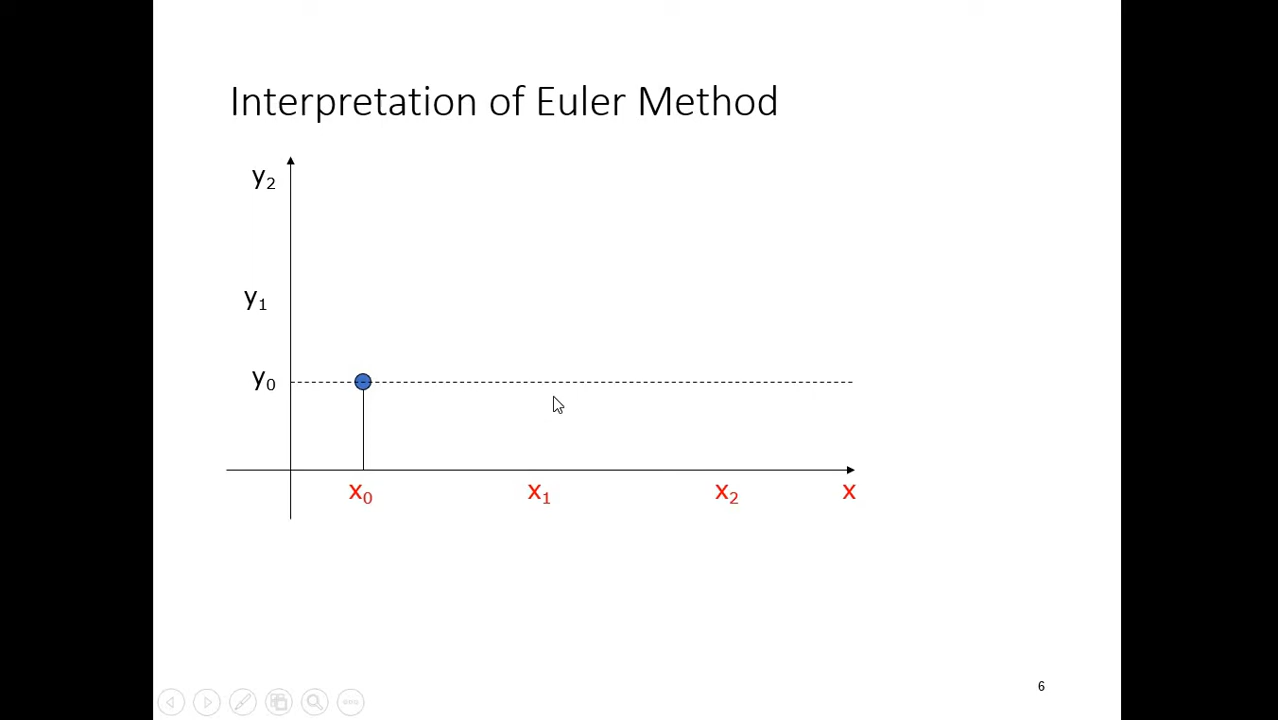 Interpretation of Euler Method
y₂
y₁
y₀
x₀ x₁ x₂ x
6